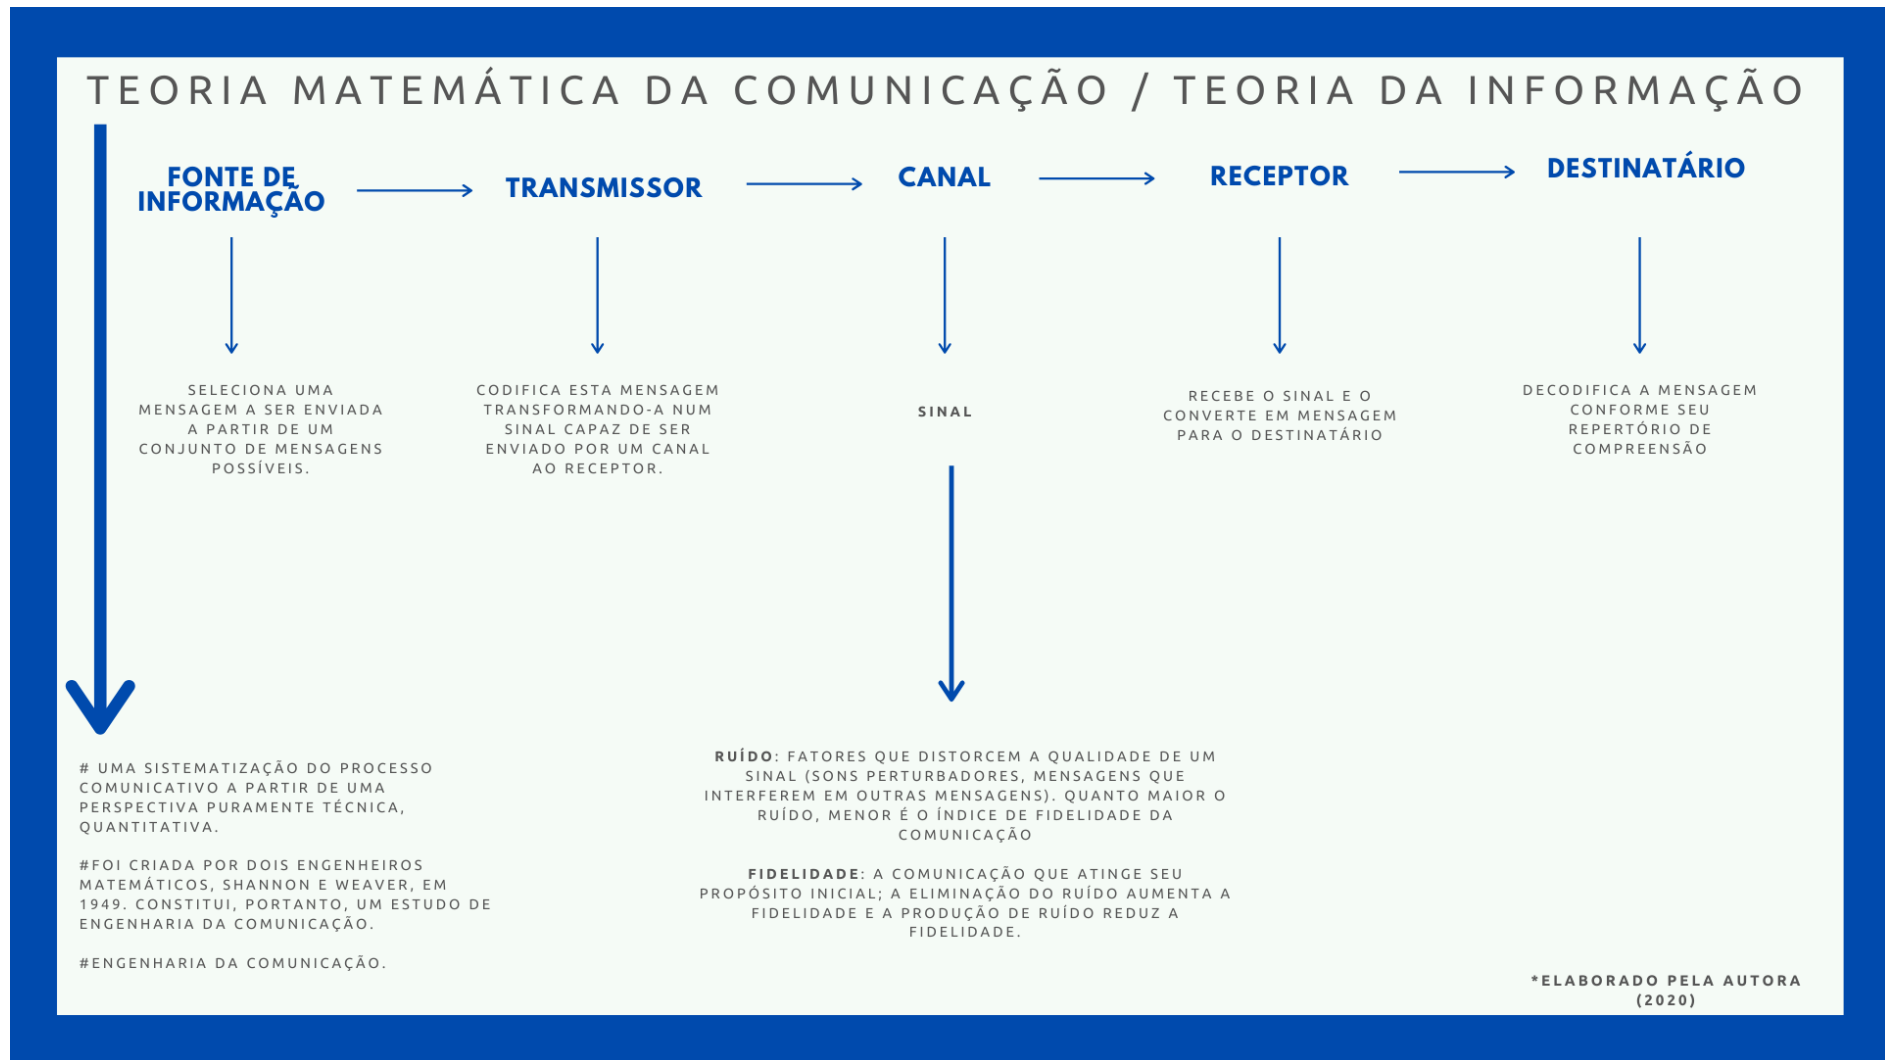 TEORIA MATEMÁTICA DA COMUNICAÇÃO / TEORIA DA INFORMAÇÃO
FONTE DE
INFORMAÇÃO
TRANSMISSOR
CANAL
RECEPTOR
DESTINATÁRIO
SELECIONA UMA
MENSAGEM A SER ENVIADA
A PARTIR DE UM
CONJUNTO DE MENSAGENS
POSSÍVEIS.
CODIFICA ESTA MENSAGEM
TRANSFORMANDO-A NUM
SINAL CAPAZ DE SER
ENVIADO POR UM CANAL
AO RECEPTOR.
SINAL
RECEBE O SINAL E O
CONVERTE EM MENSAGEM
PARA O DESTINATÁRIO
DECODIFICA A MENSAGEM
CONFORME SEU
REPERTÓRIO DE
COMPREENSÃO
# UMA SISTEMATIZAÇÃO DO PROCESSO
COMUNICATIVO A PARTIR DE UMA
PERSPECTIVA PURAMENTE TÉCNICA,
QUANTITATIVA.
#FOI CRIADA POR DOIS ENGENHEIROS
MATEMÁTICOS, SHANNON E WEAVER, EM
1949. CONSTITUI, PORTANTO, UM ESTUDO DE
ENGENHARIA DA COMUNICAÇÃO.
#ENGENHARIA DA COMUNICAÇÃO.
RUÍDO: FATORES QUE DISTORCEM A QUALIDADE DE UM
SINAL (SONS PERTURBADORES, MENSAGENS QUE
INTERFEREM EM OUTRAS MENSAGENS). QUANTO MAIOR O
RUÍDO, MENOR É O ÍNDICE DE FIDELIDADE DA
COMUNICAÇÃO
FIDELIDADE: A COMUNICAÇÃO QUE ATINGE SEU
PROPÓSITO INICIAL; A ELIMINAÇÃO DO RUÍDO AUMENTA A
FIDELIDADE E A PRODUÇÃO DE RUÍDO REDUZ A
FIDELIDADE.
*ELABORADO PELA AUTORA
(2020)